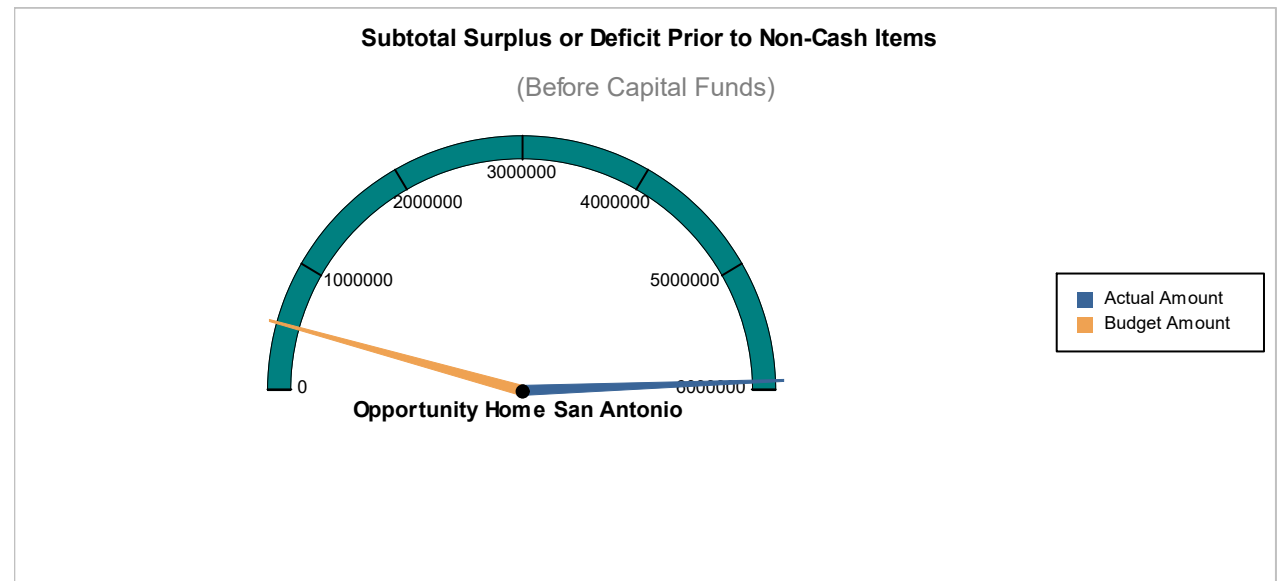 Subtotal Surplus or Deficit Prior to Non-Cash Items
(Before Capital Funds)
3000000
2000000
4000000
1000000
5000000
0
6000000
Opportunity Home San Antonio
Actual Amount
Budget Amount